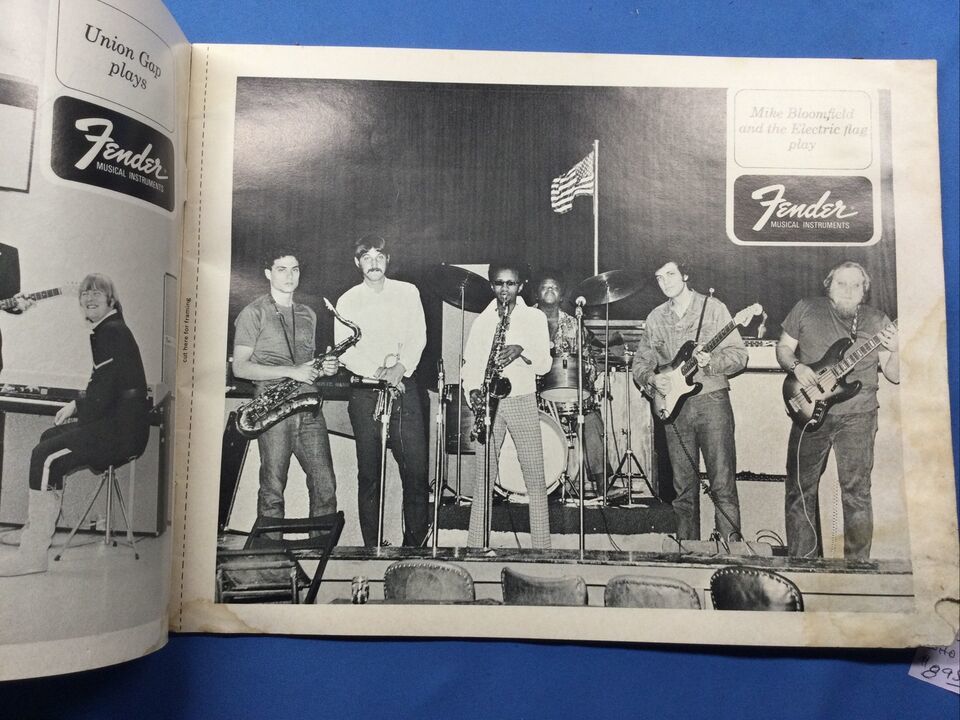 Union Gap
plays
Fender
MUSICAL INSTRUMENTS
cut here for framing
Mike Bloomfield
and the Electric flag
play
Fender
MUSICAL INSTRUMENTS
$895